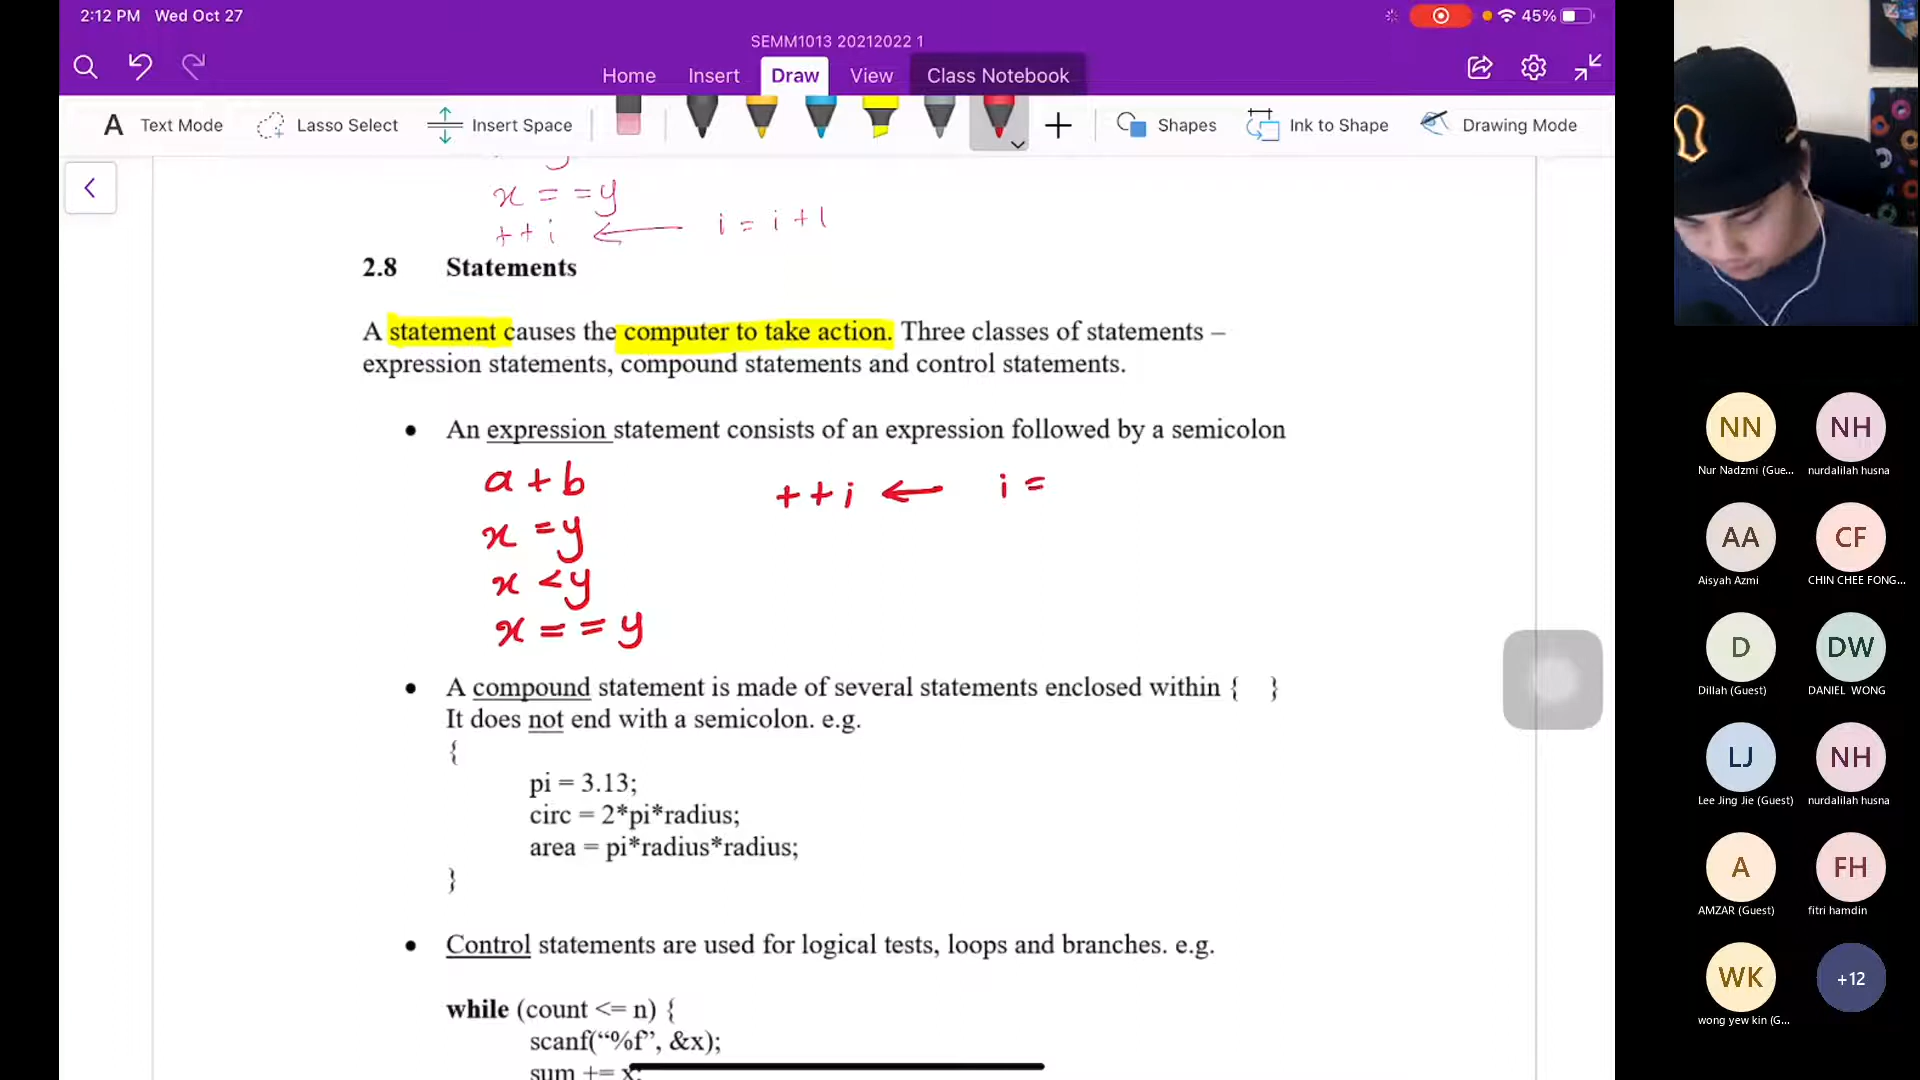 2:12 PM Wed Oct 27
45%
SEMM1013 20212022 1
Home Insert Draw View Class Notebook
A Text Mode Lasso Select Insert Space Shapes Ink to Shape Drawing Mode
x = = y
++i ← i = i + 1
2.8 Statements
A statement causes the computer to take action. Three classes of statements –
expression statements, compound statements and control statements.
• An expression statement consists of an expression followed by a semicolon
a + b
++i ← i =
x = y
x < y
x = = y
• A compound statement is made of several statements enclosed within { }
It does not end with a semicolon. e.g.
{
pi = 3.13;
circ = 2*pi*radius;
area = pi*radius*radius;
}
• Control statements are used for logical tests, loops and branches. e.g.
while (count <= n) {
scanf(“%f”, &x);
sum += x;
NN NH
Nur Nadzmi (Gue... nurdalilah husna
AA CF
Aisyah Azmi CHIN CHEE FONG...
D DW
Dillah (Guest) DANIEL WONG
LJ NH
Lee Jing Jie (Guest) nurdalilah husna
A FH
AMZAR (Guest) fitri hamdin
WK +12
wong yew kin (G...